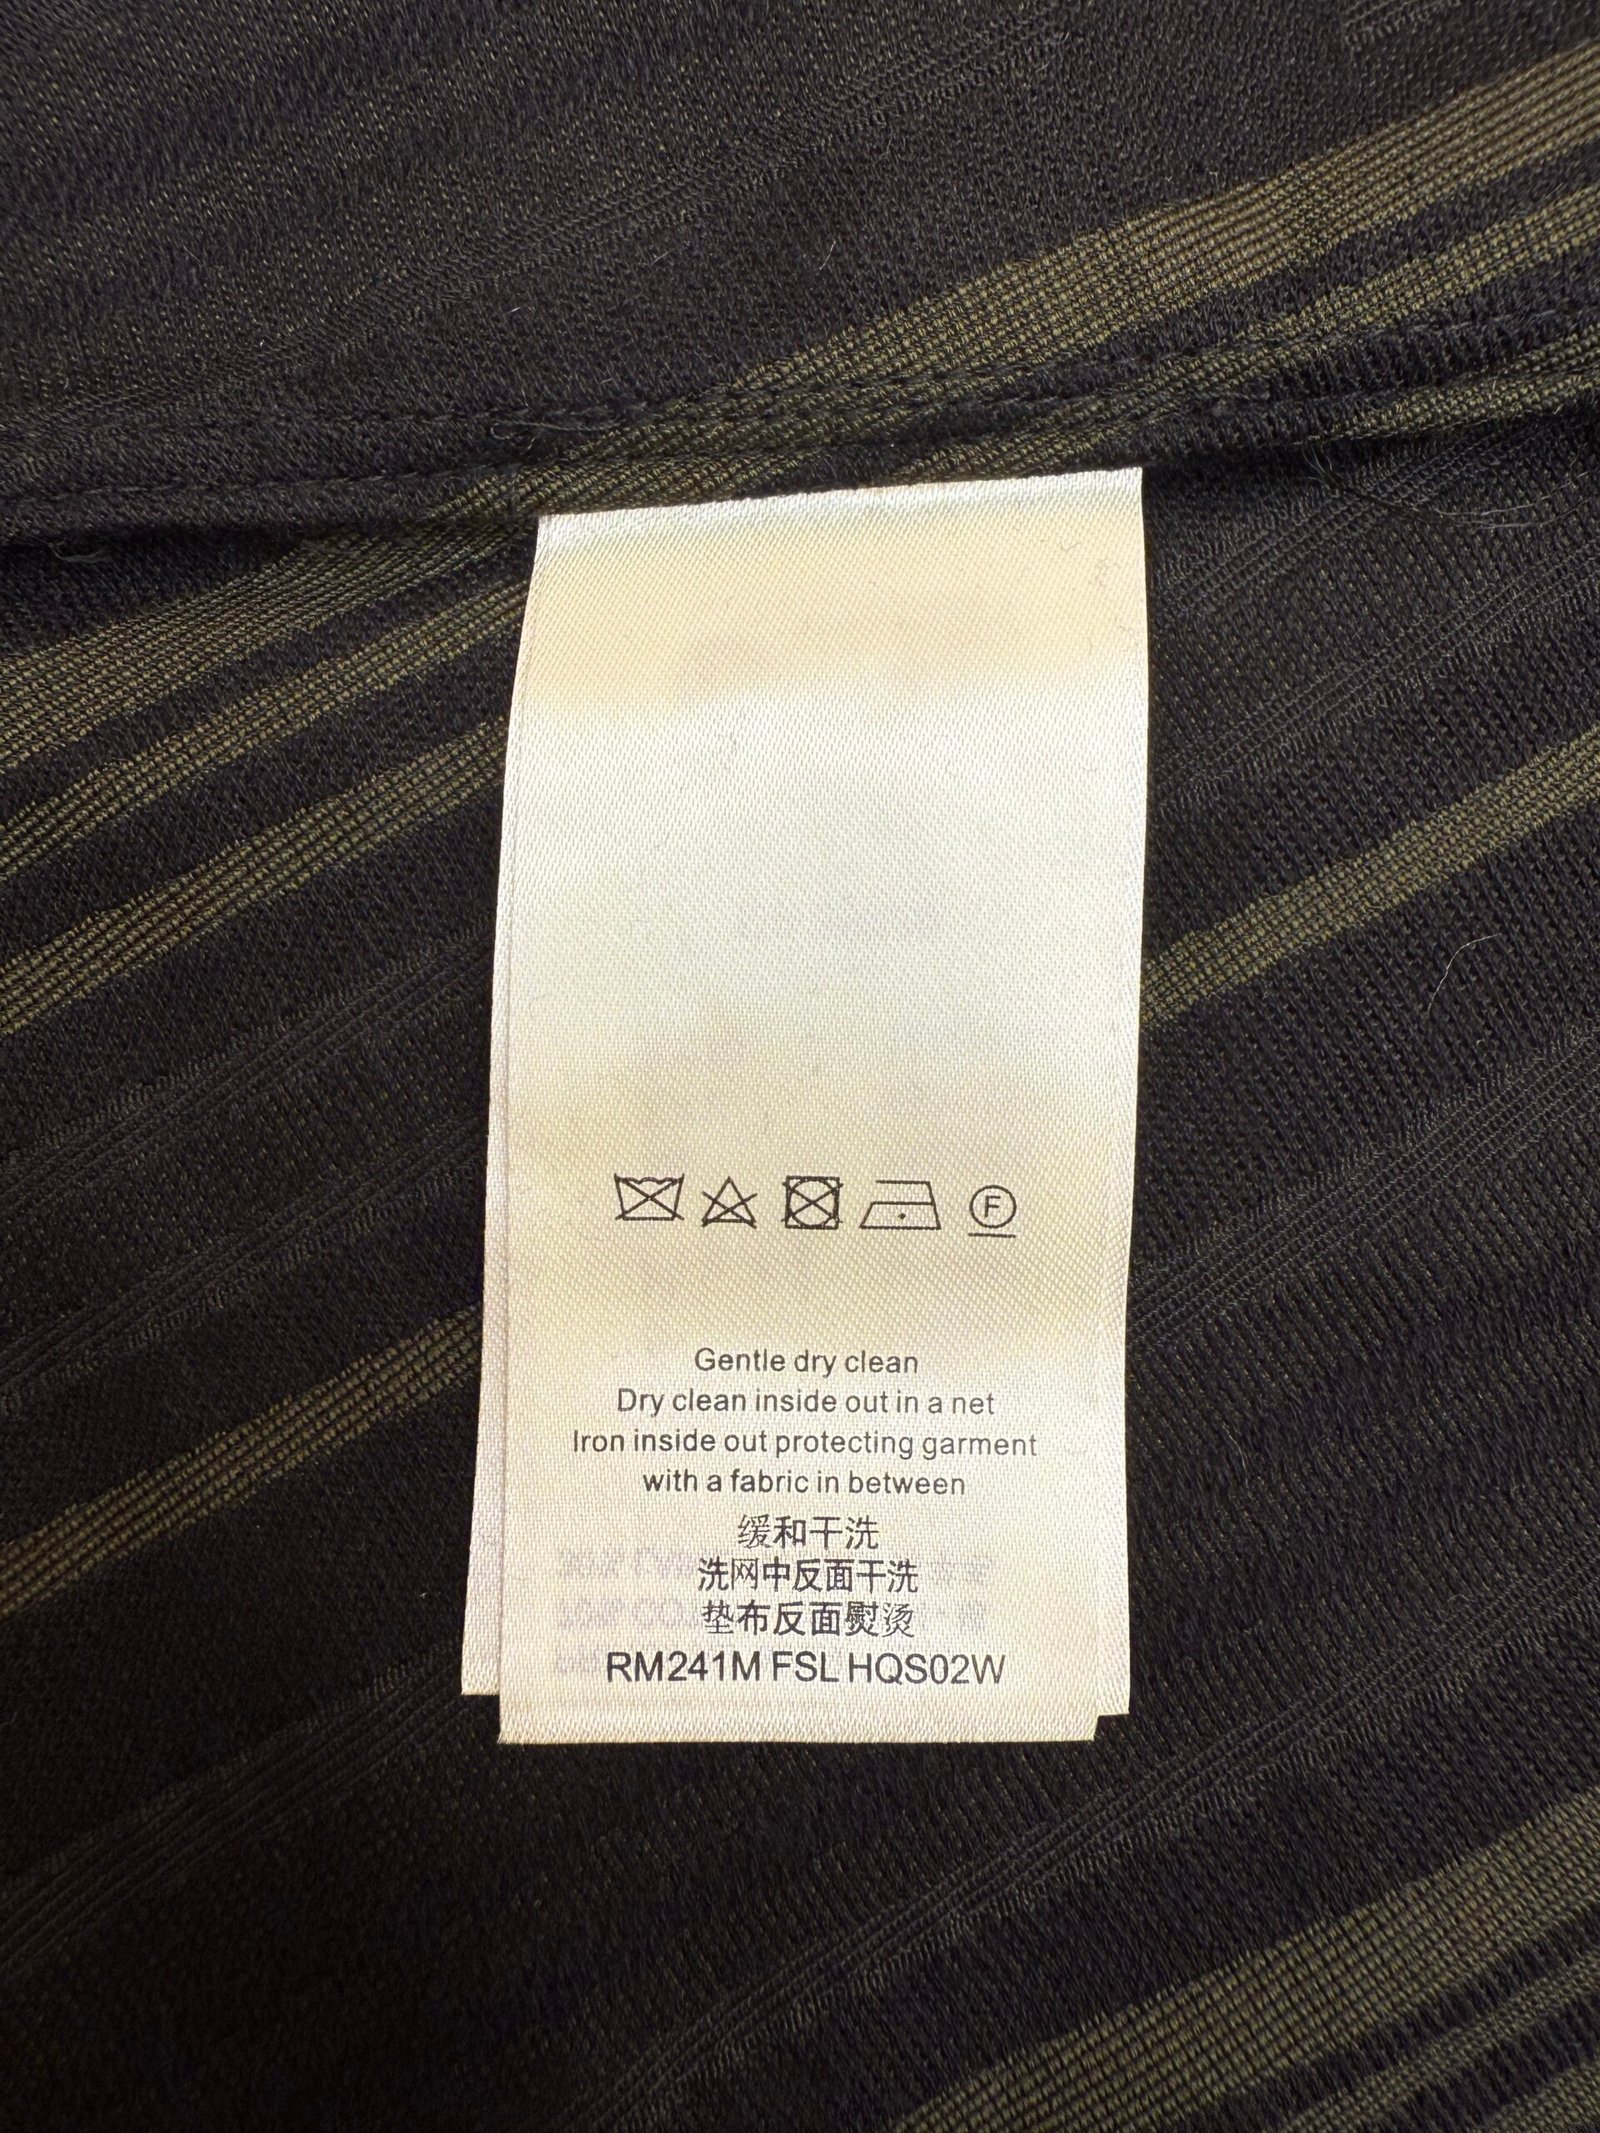 F
Gentle dry clean
Dry clean inside out in a net
Iron inside out protecting garment
with a fabric in between
缓和干洗
洗网中反面干洗
垫布反面熨烫
RM241M FSL HQS02W